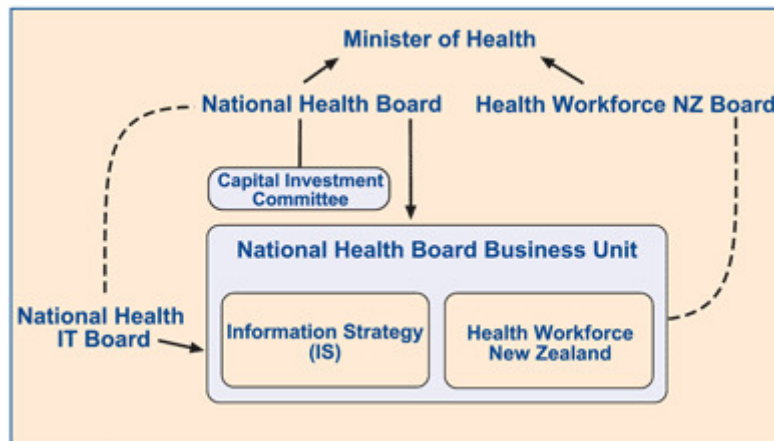 Minister of Health
National Health Board
Health Workforce NZ Board
Capital Investment
Committee
National Health Board Business Unit
National Health
IT Board
Information Strategy
(IS)
Health Workforce
New Zealand